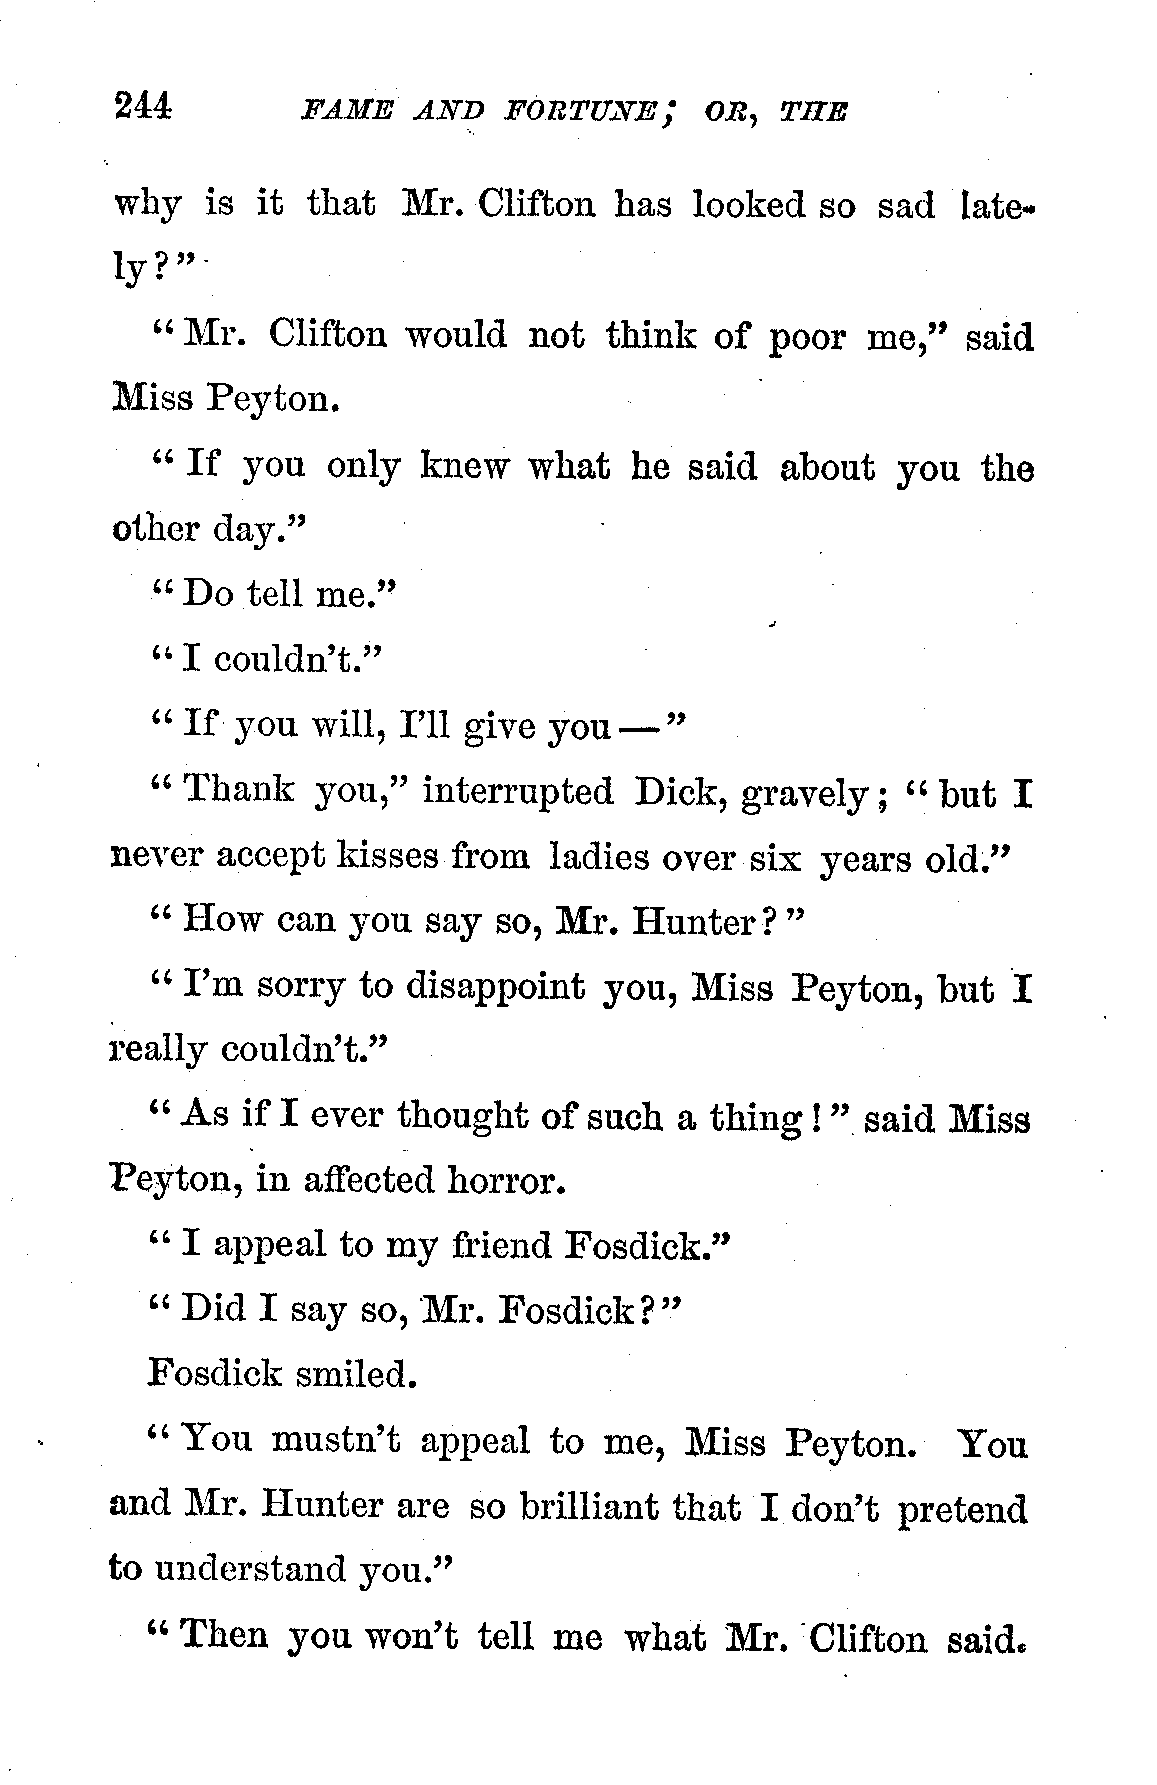 244 FAME AND FORTUNE; OR, THE
why is it that Mr. Clifton has looked so sad late-
ly?"
"Mr. Clifton would not think of poor me," said
Miss Peyton.
"If you only knew what he said about you the
other day."
"Do tell me."
"I couldn't."
"If you will, I'll give you—"
"Thank you," interrupted Dick, gravely; "but I
never accept kisses from ladies over six years old."
"How can you say so, Mr. Hunter?"
"I'm sorry to disappoint you, Miss Peyton, but I
really couldn't."
"As if I ever thought of such a thing!" said Miss
Peyton, in affected horror.
"I appeal to my friend Fosdick."
"Did I say so, Mr. Fosdick?"
Fosdick smiled.
"You mustn't appeal to me, Miss Peyton. You
and Mr. Hunter are so brilliant that I don't pretend
to understand you."
"Then you won't tell me what Mr. Clifton said.